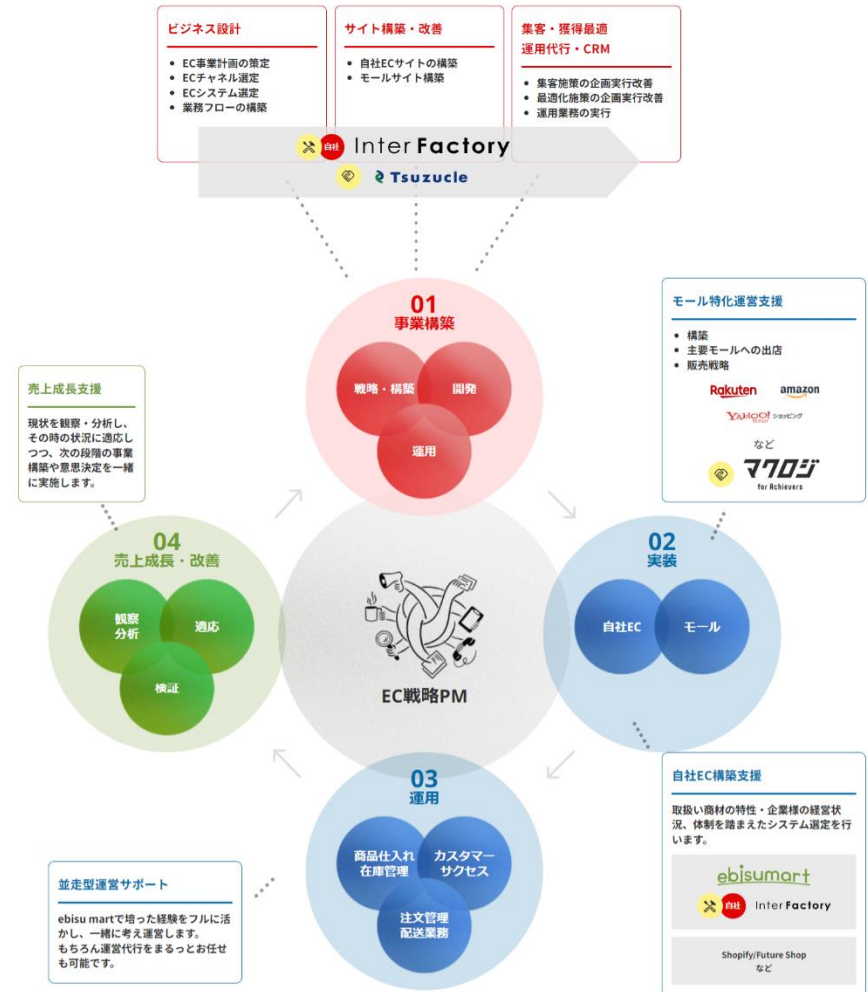 ビジネス設計
EC事業計画の策定
ECチャネル選定
ECシステム選定
業務フローの構築
サイト構築・改善
自社ECサイトの構築
モールサイト構築
集客・獲得最適
運用代行・CRM
集客施策の企画実行改善
最適化施策の企画実行改善
運用業務の実行
自社 Inter Factory
Tsuzucle
01
事業構築
戦略・構築
開発
運用
モール特化運営支援
構築
主要モールへの出店
販売戦略
Rakuten
amazon
YAHOO! JAPAN ショッピング
など
マクロジ
for Achievers
売上成長支援
現状を観察・分析し、
その時の状況に適応し
つつ、次の段階の事業
構築や意思決定を一緒
に実施します。
04
売上成長・改善
観察
分析
適応
検証
EC戦略PM
02
実装
自社EC
モール
03
運用
商品仕入れ
在庫管理
カスタマー
サクセス
注文管理
配送業務
並走型運営サポート
ebisu martで培った経験をフルに活
かし、一緒に考え運営します。
もちろん運営代行をまるっとお任せ
も可能です。
自社EC構築支援
取扱い商材の特性・企業様の経営状
況、体制を踏まえたシステム選定を行
います。
ebisumart
自社 Inter Factory
Shopify/Future Shop
など